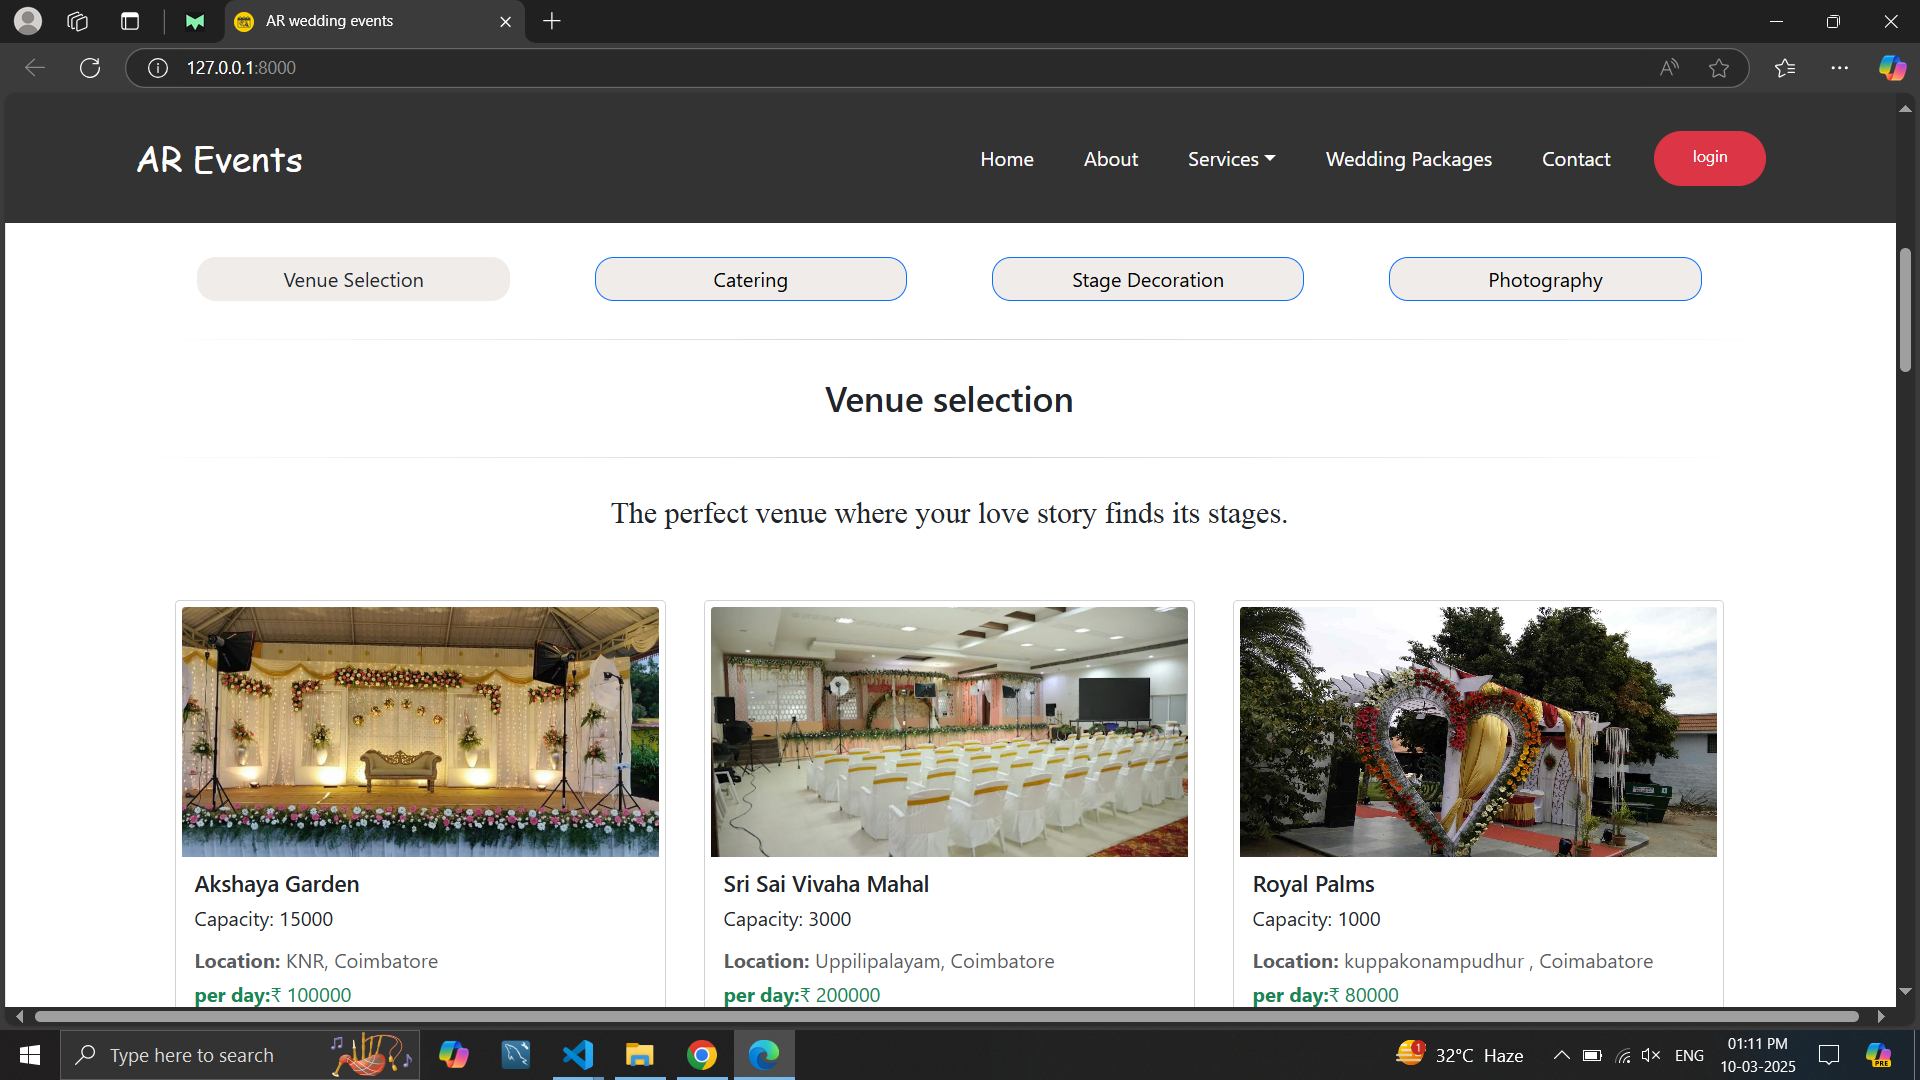 AR wedding events
127.0.0.1:8000
AR Events
Home About Services Wedding Packages Contact login
Venue Selection Catering Stage Decoration Photography
Venue selection
The perfect venue where your love story finds its stages.
Akshaya Garden Sri Sai Vivaha Mahal Royal Palms
Capacity: 15000 Capacity: 3000 Capacity: 1000
Location: KNR, Coimbatore Location: Uppilipalayam, Coimbatore Location: kuppakonampudhur , Coimabatore
per day:₹ 100000 per day:₹ 200000 per day:₹ 80000
Type here to search 1 32°C Haze ENG 01:11 PM PRE
10-03-2025